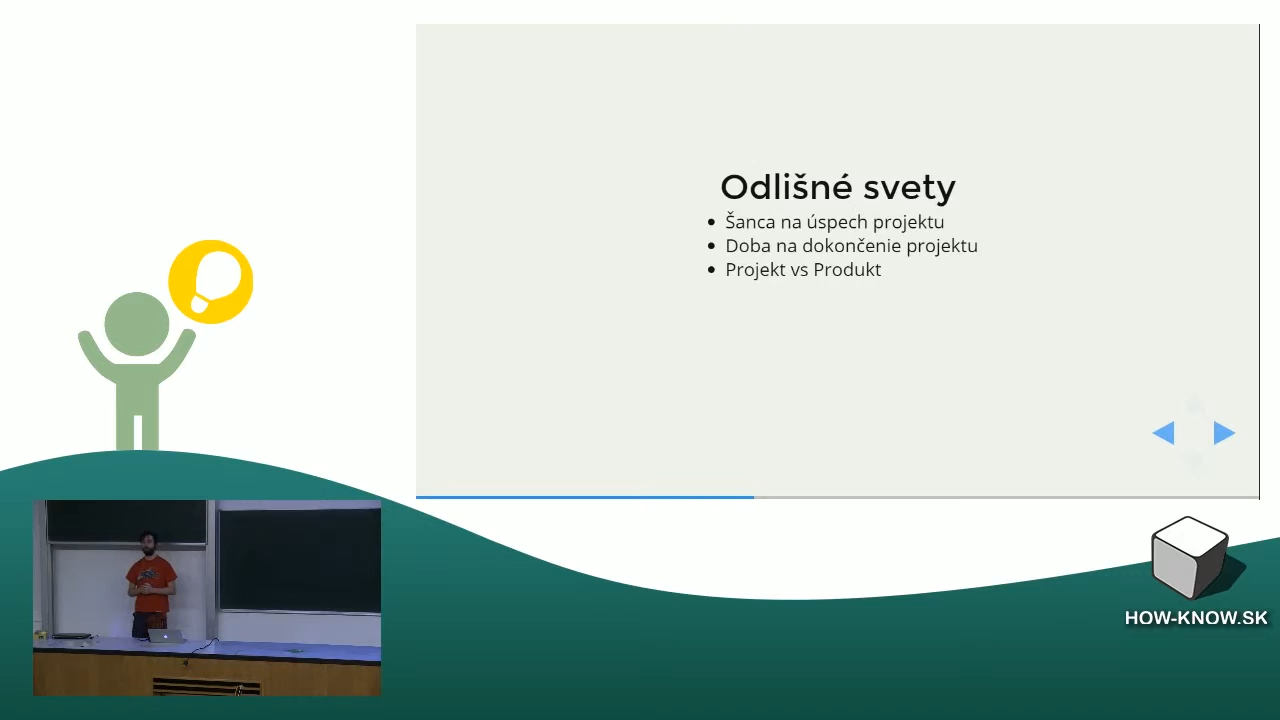 Odlišné svety
Šanca na úspech projektu
Doba na dokončenie projektu
Projekt vs Produkt
HOW-KNOW.SK